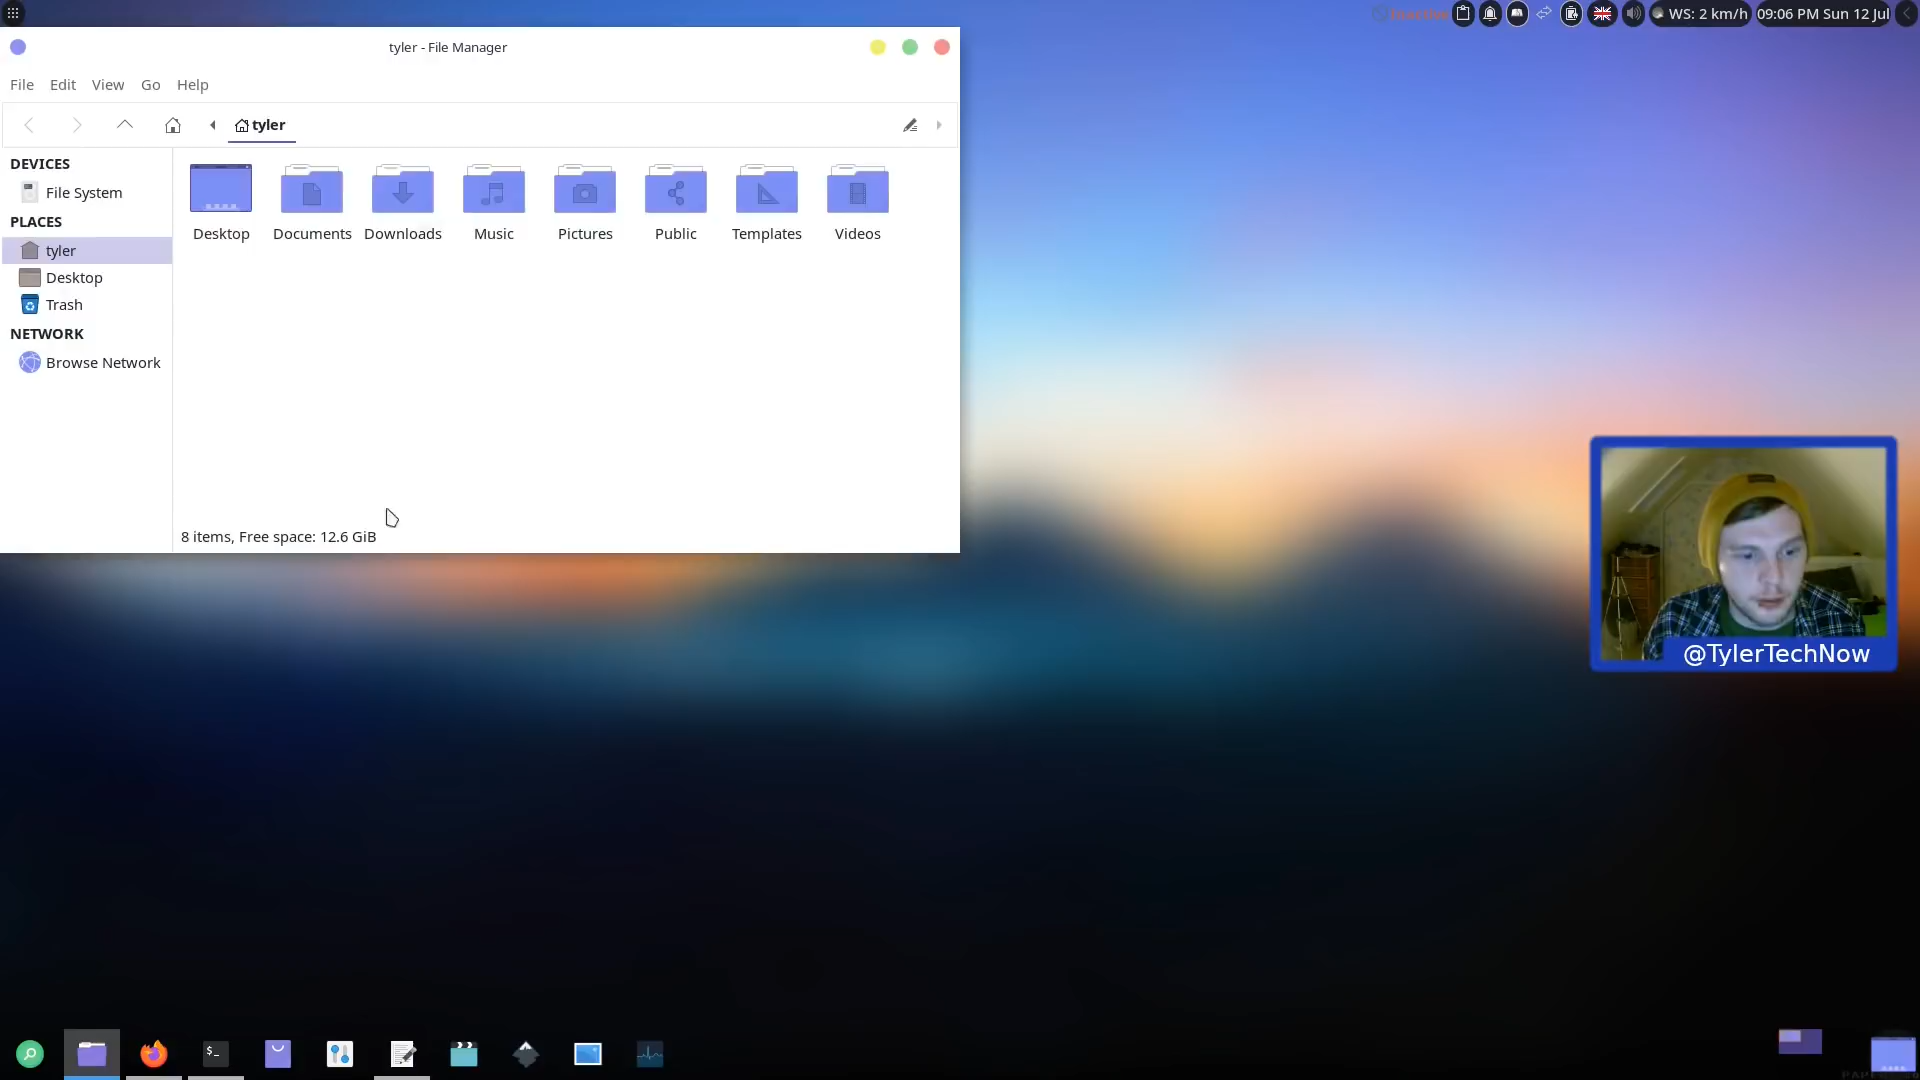 WS: 2 km/h
09:06 PM Sun 12 Jul
tyler - File Manager
File Edit View Go Help
tyler
DEVICES
File System
PLACES
tyler
Desktop
Trash
NETWORK
Browse Network
Desktop Documents Downloads Music Pictures Public Templates Videos
8 items, Free space: 12.6 GiB
@TylerTechNow
$_